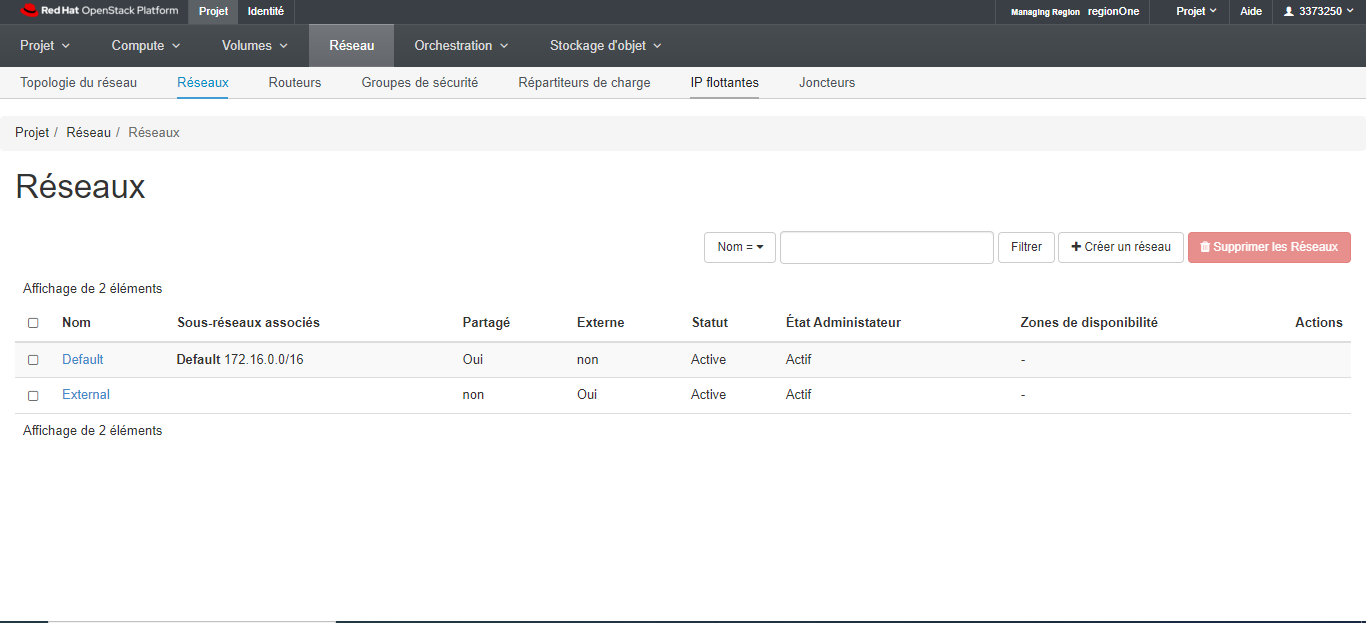 Red Hat OpenStack Platform Projet Identité Managing Region regionOne Projet Aide 3373250
Projet Compute Volumes Réseau Orchestration Stockage d'objet
Topologie du réseau Réseaux Routeurs Groupes de sécurité Répartiteurs de charge IP flottantes Joncteurs
Projet / Réseau / Réseaux
Réseaux
Nom = Filtrer + Créer un réseau Supprimer les Réseaux
Affichage de 2 éléments
Nom Sous-réseaux associés Partagé Externe Statut État Administateur Zones de disponibilité Actions
Default Default 172.16.0.0/16 Oui non Active Actif -
External non Oui Active Actif -
Affichage de 2 éléments